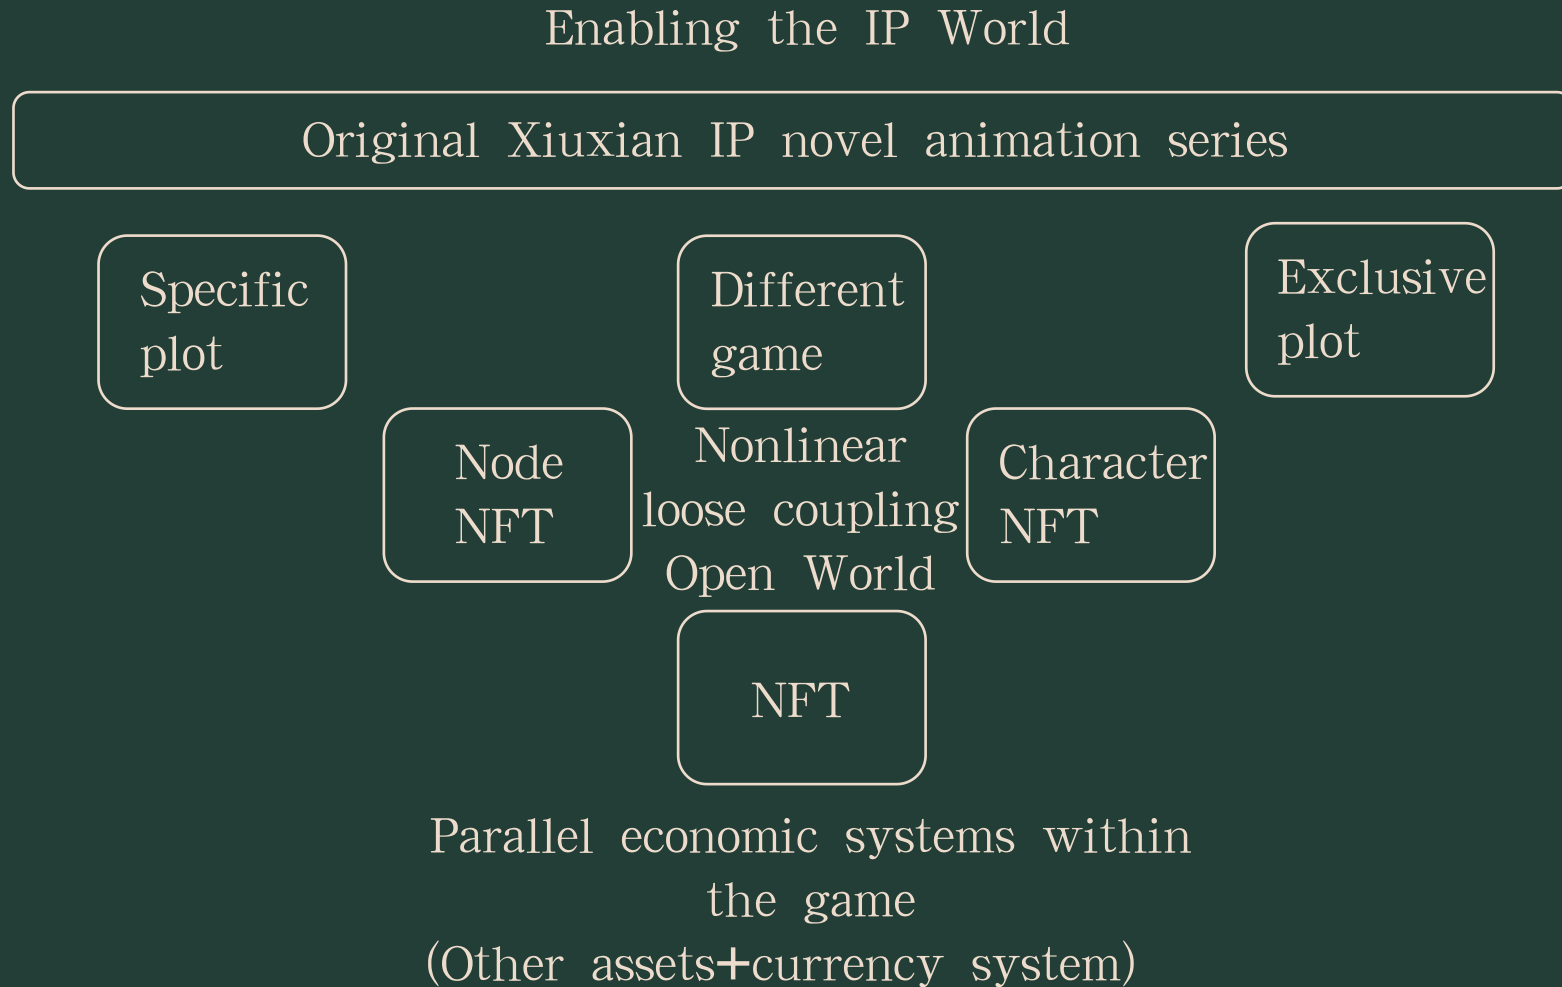 Enabling the IP World
Original Xiuxian IP novel animation series
Specific
plot
Different
game
Exclusive
plot
Node
NFT
Nonlinear
loose coupling
Open World
Character
NFT
NFT
Parallel economic systems within
the game
(Other assets+currency system)